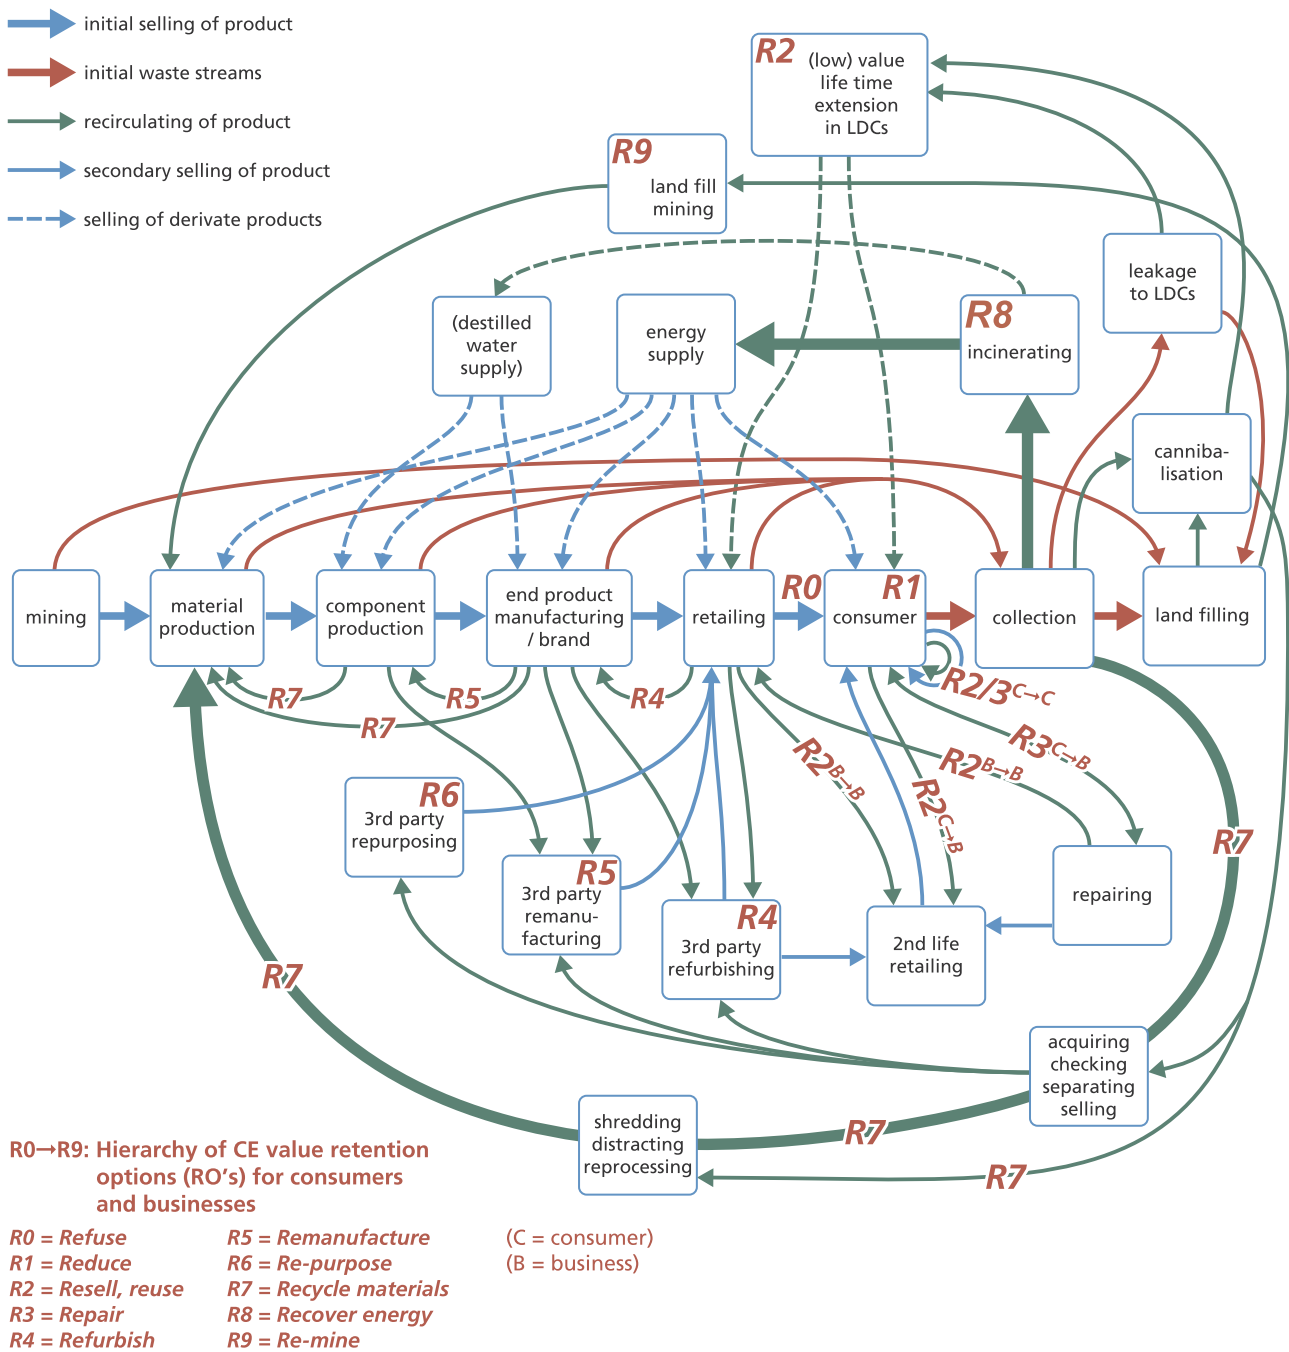 initial selling of product
initial waste streams
recirculating of product
secondary selling of product
selling of derivate products
R2 (low) value
life time
extension
in LDCs
R9
land fill
mining
leakage
to LDCs
(destilled
water
supply)
energy
supply
R8
incinerating
canniba-
lisation
mining
material
production
component
production
end product
manufacturing
/ brand
retailing
R0
R1
consumer
collection
land filling
R7
R5
R4
R7
R2/3 C→C
R3 C→B
R2 B→B
R2 B→B
R2 C→B
R6
3rd party
repurposing
R5
3rd party
remanu-
facturing
R4
3rd party
refurbishing
2nd life
retailing
repairing
R7
R7
acquiring
checking
separating
selling
shredding
distracting
reprocessing
R7
R7
R0→R9: Hierarchy of CE value retention
options (RO’s) for consumers
and businesses
R0 = Refuse
R1 = Reduce
R2 = Resell, reuse
R3 = Repair
R4 = Refurbish
R5 = Remanufacture
R6 = Re-purpose
R7 = Recycle materials
R8 = Recover energy
R9 = Re-mine
(C = consumer)
(B = business)